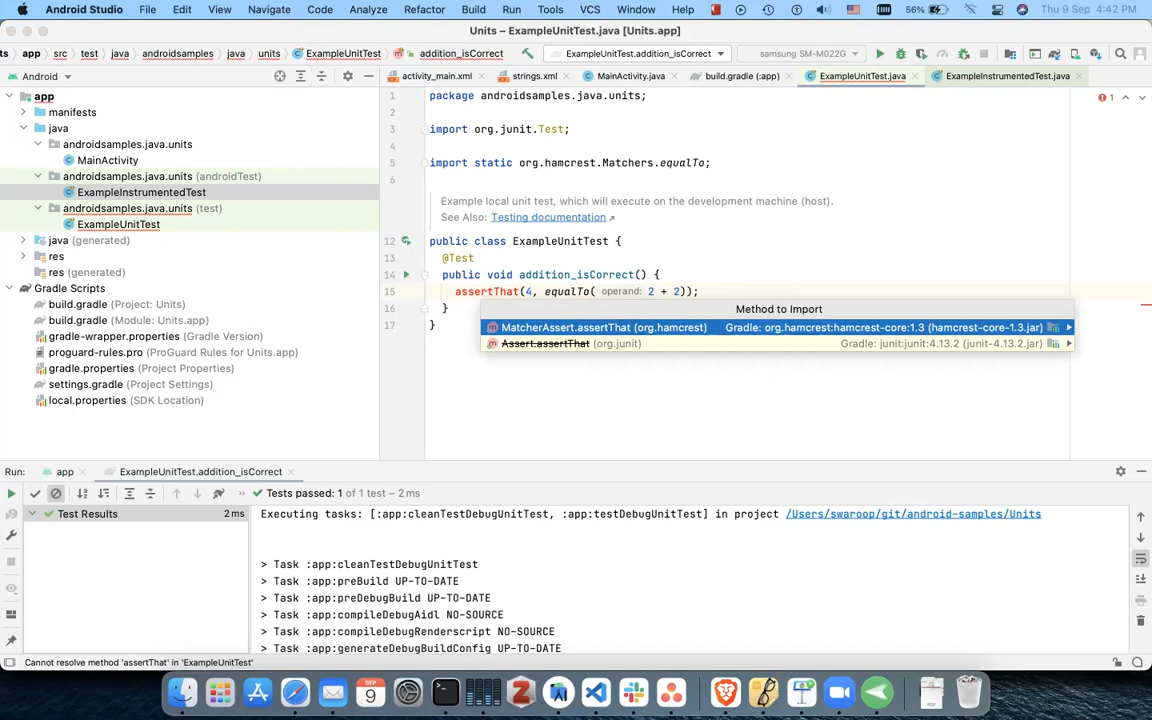 Android Studio File Edit View Navigate Code Analyze Refactor Build Run Tools VCS Window Help 56% Thu 9 Sep 4:42 PM
Units – ExampleUnitTest.java [Units.app]
ts app src test java androidsamples java units ExampleUnitTest addition_isCorrect ExampleUnitTest.addition_isCorrect samsung SM-M022G
Android activity_main.xml strings.xml MainActivity.java build.gradle (:app) ExampleUnitTest.java ExampleInstrumentedTest.java
app
manifests
java
androidsamples.java.units
MainActivity
androidsamples.java.units (androidTest)
ExampleInstrumentedTest
androidsamples.java.units (test)
ExampleUnitTest
java (generated)
res
res (generated)
Gradle Scripts
build.gradle (Project: Units)
build.gradle (Module: Units.app)
gradle-wrapper.properties (Gradle Version)
proguard-rules.pro (ProGuard Rules for Units.app)
gradle.properties (Project Properties)
settings.gradle (Project Settings)
local.properties (SDK Location)
1 package androidsamples.java.units; 1
2
3 import org.junit.Test;
4
5 import static org.hamcrest.Matchers.equalTo;
6
Example local unit test, which will execute on the development machine (host).
See Also: Testing documentation
12 public class ExampleUnitTest {
13 @Test
14 public void addition_isCorrect() {
15 assertThat(4, equalTo( operand: 2 + 2));
16 }
17 }
Method to Import
MatcherAssert.assertThat (org.hamcrest) Gradle: org.hamcrest:hamcrest-core:1.3 (hamcrest-core-1.3.jar)
Assert.assertThat (org.junit) Gradle: junit:junit:4.13.2 (junit-4.13.2.jar)
Run: app ExampleUnitTest.addition_isCorrect
Tests passed: 1 of 1 test – 2 ms
Test Results 2 ms
Executing tasks: [:app:cleanTestDebugUnitTest, :app:testDebugUnitTest] in project /Users/swaroop/git/android-samples/Units
> Task :app:cleanTestDebugUnitTest
> Task :app:preBuild UP-TO-DATE
> Task :app:preDebugBuild UP-TO-DATE
> Task :app:compileDebugAidl NO-SOURCE
> Task :app:compileDebugRenderscript NO-SOURCE
> Task :app:generateDebugBuildConfig UP-TO-DATE
Cannot resolve method 'assertThat' in 'ExampleUnitTest'
SEP
9